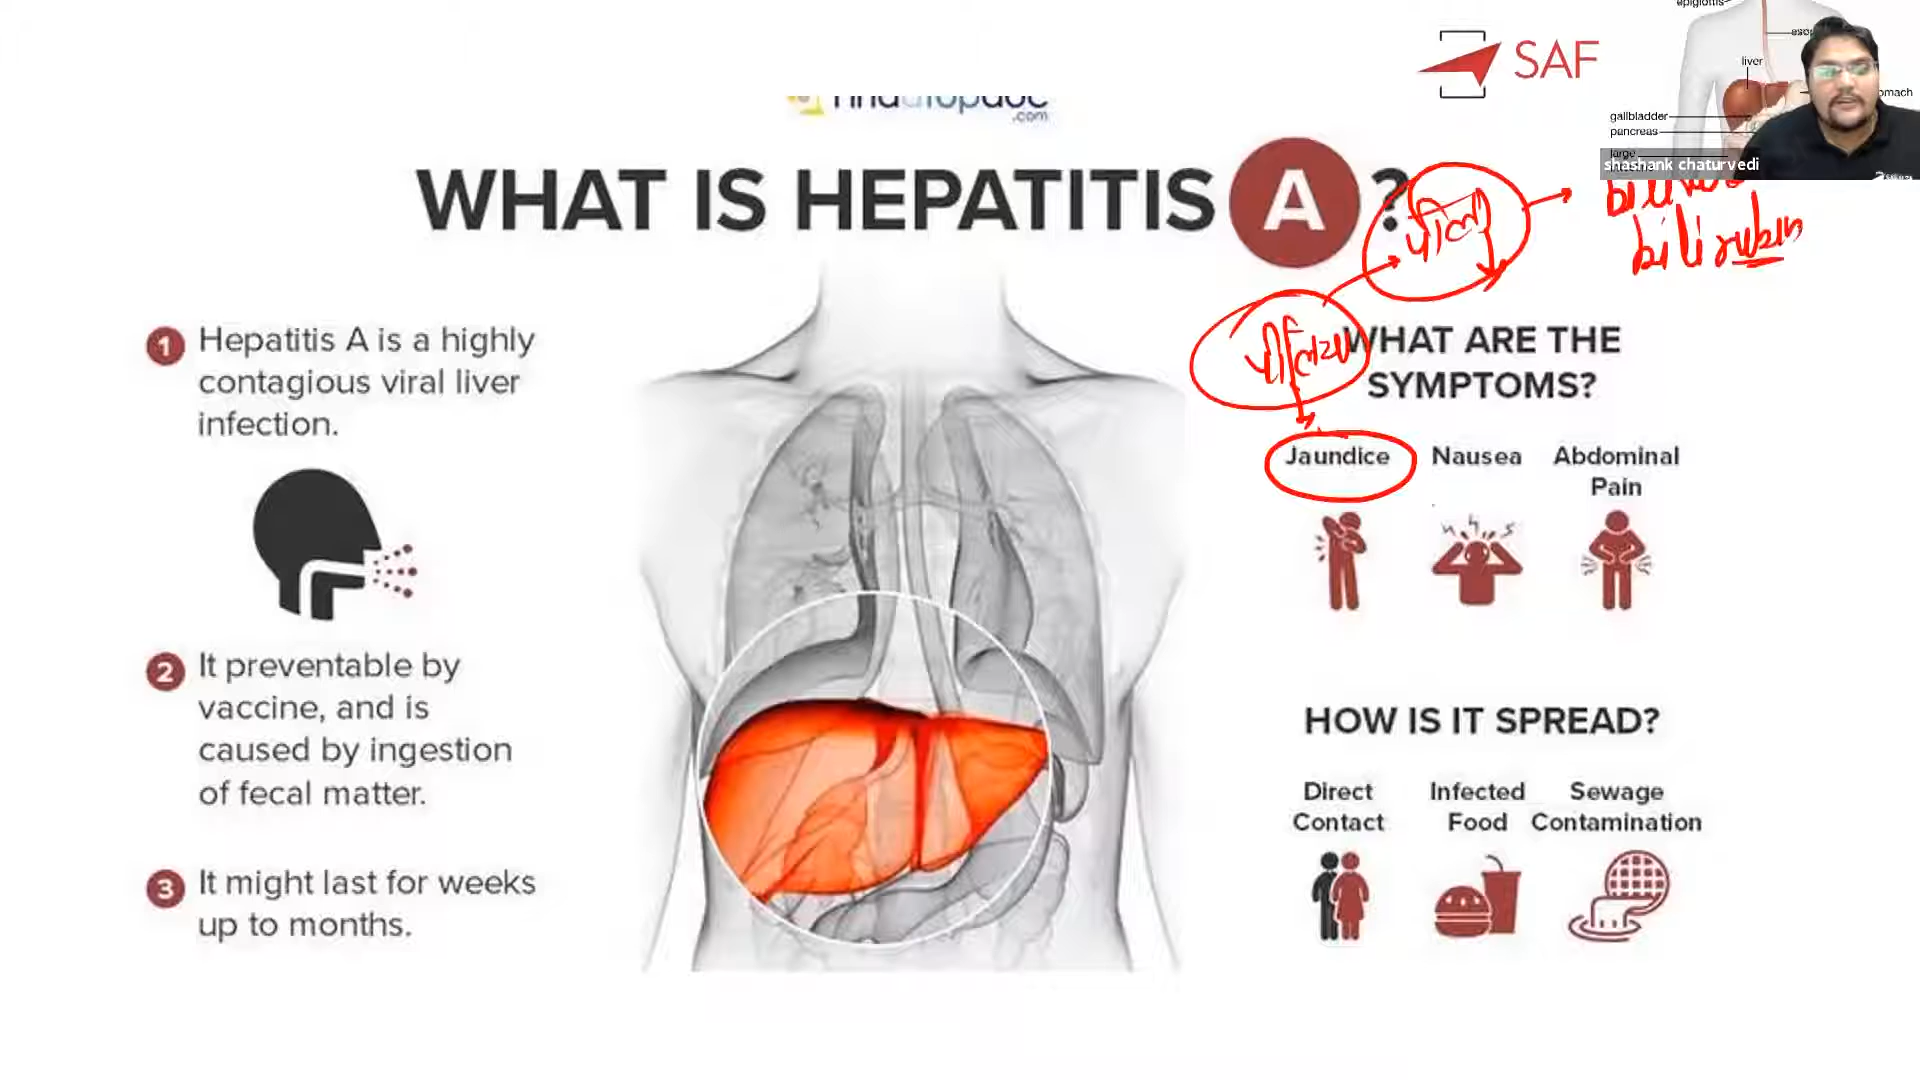 epiglottis
SAF
liver
gallbladder
pancreas
large
shashank chaturvedi
.com
WHAT IS HEPATITIS A ?
bilirubin
1 Hepatitis A is a highly
contagious viral liver
infection.
2 It preventable by
vaccine, and is
caused by ingestion
of fecal matter.
3 It might last for weeks
up to months.
WHAT ARE THE
SYMPTOMS?
Jaundice Nausea Abdominal
Pain
HOW IS IT SPREAD?
Direct Infected Sewage
Contact Food Contamination